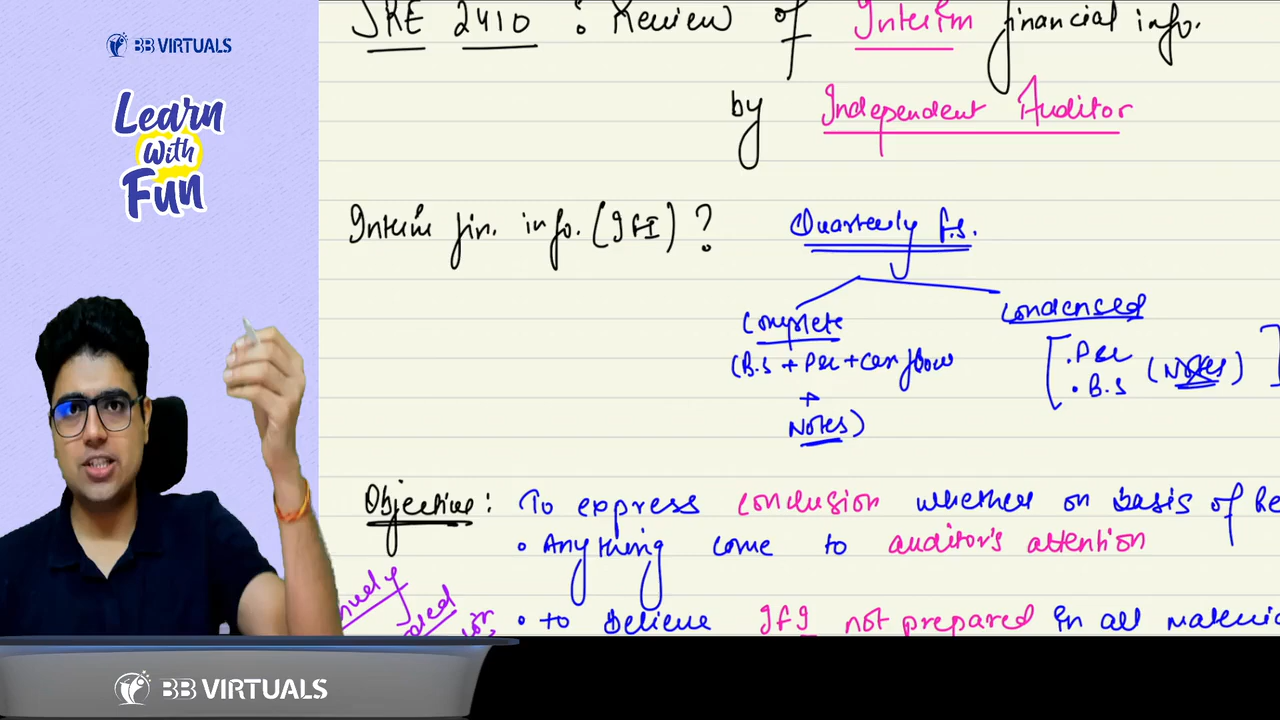 BB VIRTUALS
Learn
With
Fun
SRE 2410 : Review of Interim financial info.
by Independent Auditor
Interim fin. info. (IFI) ? Quarterly f.s.
Complete
Condensed
(B.S + P&L + cash flow
+
Notes)
• P&L
• B.S (Notes)
Objective : To express conclusion whether on basis of
• Anything come to auditor's attention
• to believe IFI not prepared in all
BB VIRTUALS